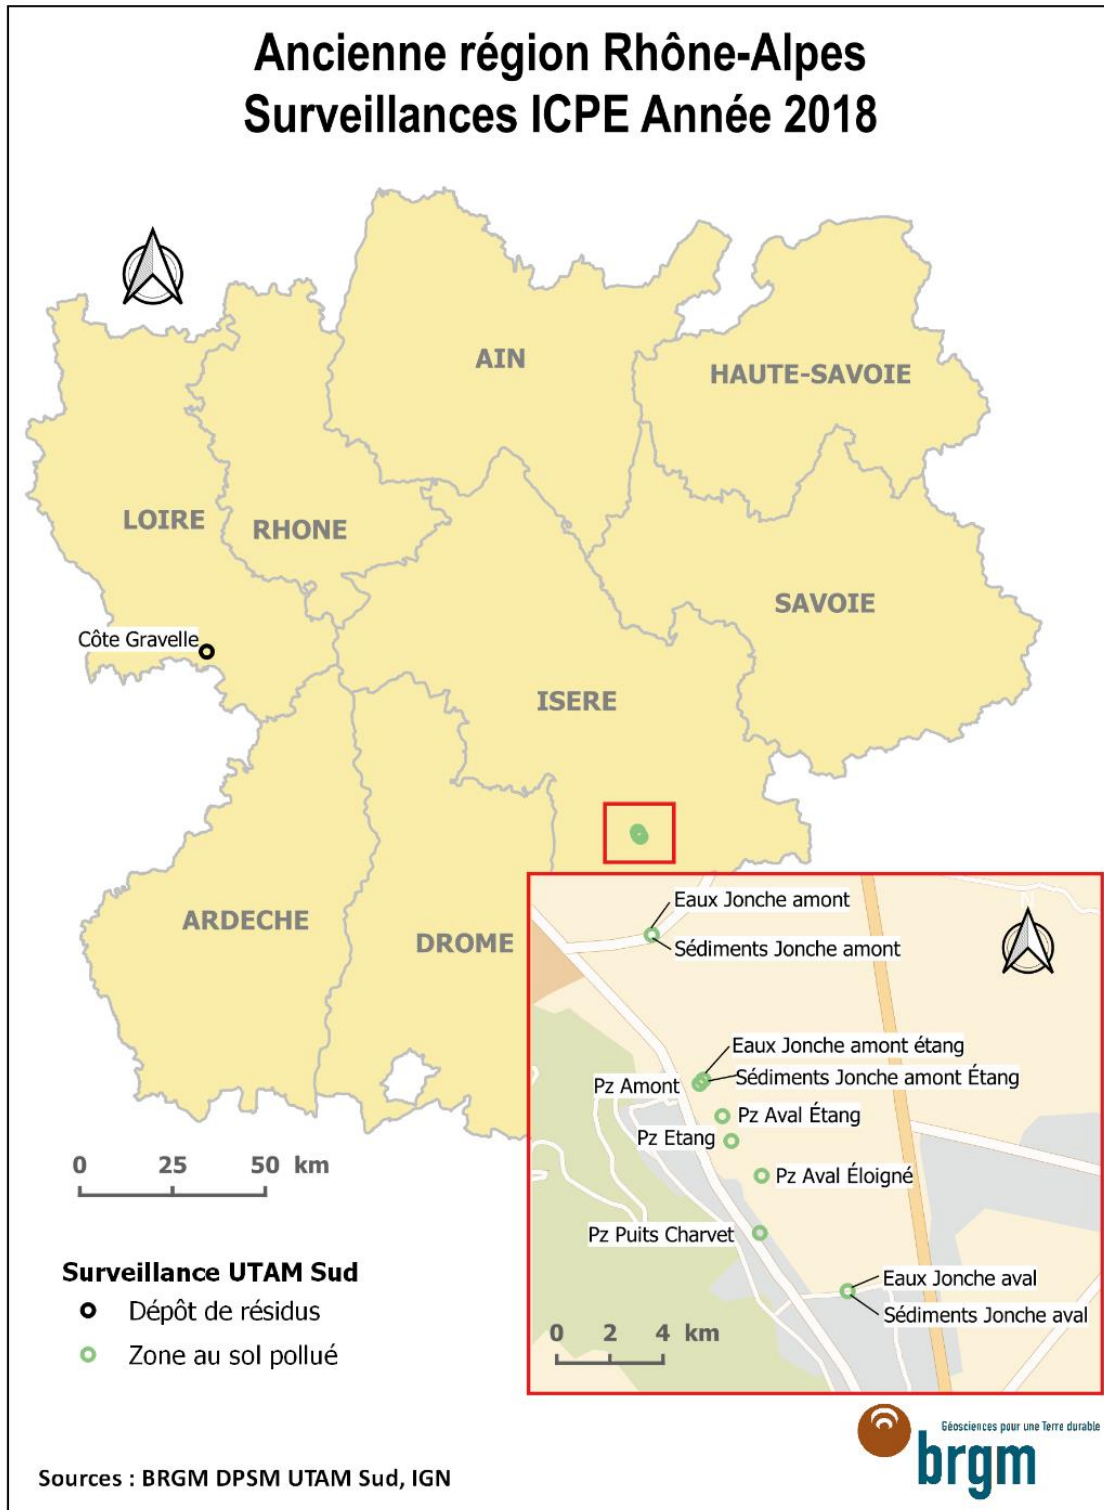 Ancienne région Rhône-Alpes
Surveillances ICPE Année 2018
AIN
HAUTE-SAVOIE
LOIRE
RHONE
SAVOIE
Côte Gravelle
ISERE
ARDECHE
DROME
Eaux Jonche amont
Sédiments Jonche amont
Eaux Jonche amont étang
Sédiments Jonche amont Étang
Pz Amont
Pz Aval Étang
Pz Etang
Pz Aval Éloigné
Pz Puits Charvet
Eaux Jonche aval
Sédiments Jonche aval
0 2 4 km
0 25 50 km
Surveillance UTAM Sud
Dépôt de résidus
Zone au sol pollué
Géosciences pour une Terre durable
brgm
Sources : BRGM DPSM UTAM Sud, IGN